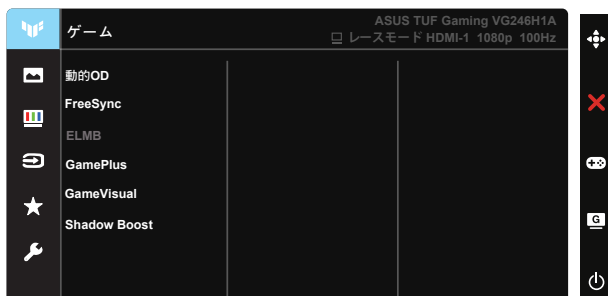 ゲーム
ASUS TUF Gaming VG246H1A
レースモード HDMI-1 1080p 100Hz
動的OD
FreeSync
ELMB
GamePlus
GameVisual
Shadow Boost
G